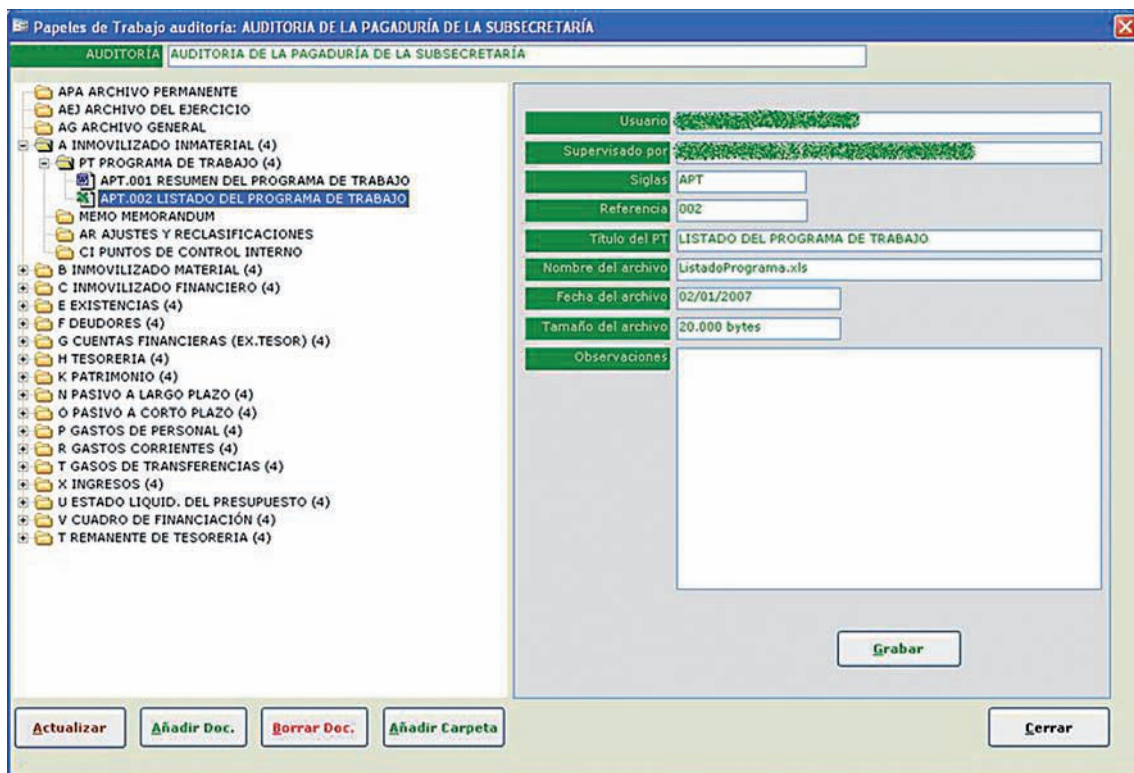 Papeles de Trabajo auditoría: AUDITORIA DE LA PAGADURÍA DE LA SUBSECRETARÍA
AUDITORÍA AUDITORIA DE LA PAGADURÍA DE LA SUBSECRETARÍA
APA ARCHIVO PERMANENTE
AEJ ARCHIVO DEL EJERCICIO
AG ARCHIVO GENERAL
A INMOVILIZADO INMATERIAL (4)
PT PROGRAMA DE TRABAJO (4)
APT.001 RESUMEN DEL PROGRAMA DE TRABAJO
APT.002 LISTADO DEL PROGRAMA DE TRABAJO
MEMO MEMORANDUM
AR AJUSTES Y RECLASIFICACIONES
CI PUNTOS DE CONTROL INTERNO
B INMOVILIZADO MATERIAL (4)
C INMOVILIZADO FINANCIERO (4)
E EXISTENCIAS (4)
F DEUDORES (4)
G CUENTAS FINANCIERAS (EX.TESOR) (4)
H TESORERIA (4)
K PATRIMONIO (4)
N PASIVO A LARGO PLAZO (4)
O PASIVO A CORTO PLAZO (4)
P GASTOS DE PERSONAL (4)
R GASTOS CORRIENTES (4)
T GASOS DE TRANSFERENCIAS (4)
X INGRESOS (4)
U ESTADO LIQUID. DEL PRESUPUESTO (4)
V CUADRO DE FINANCIACIÓN (4)
T REMANENTE DE TESORERIA (4)
Usuario
Supervisado por
Siglas APT
Referencia 002
Título del PT LISTADO DEL PROGRAMA DE TRABAJO
Nombre del archivo ListadoPrograma.xls
Fecha del archivo 02/01/2007
Tamaño del archivo 20.000 bytes
Observaciones
Grabar
Actualizar Añadir Doc. Borrar Doc. Añadir Carpeta Cerrar